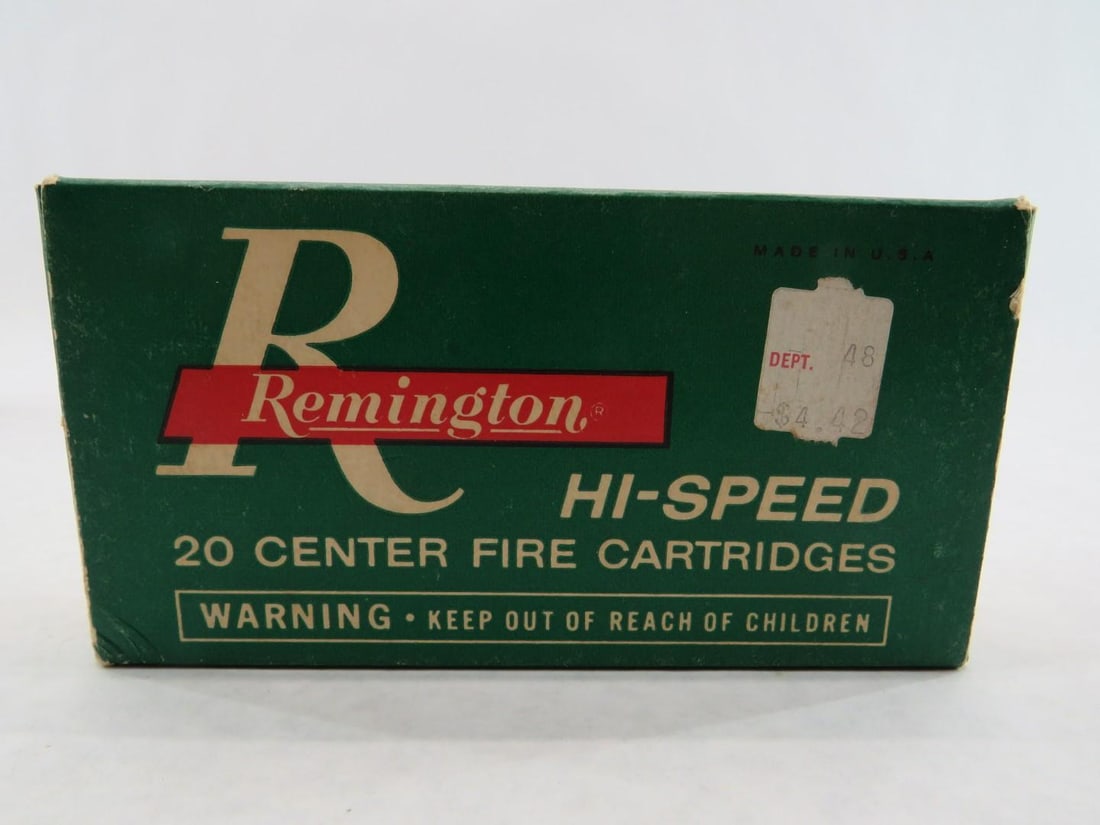 MADE IN U.S.A
R
Remington®
DEPT. 48
$4.42
HI-SPEED
20 CENTER FIRE CARTRIDGES
WARNING • KEEP OUT OF REACH OF CHILDREN